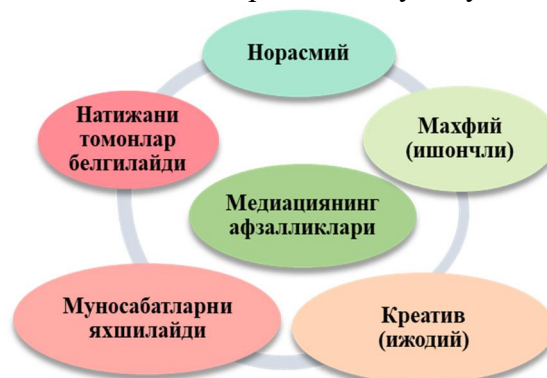 Норасмий
Махфий
(ишончли)
Креатив
(ижодий)
Муносабатларни
яхшилайди
Натижани
томонлар
белгилайди
Медиациянинг
афзалликлари